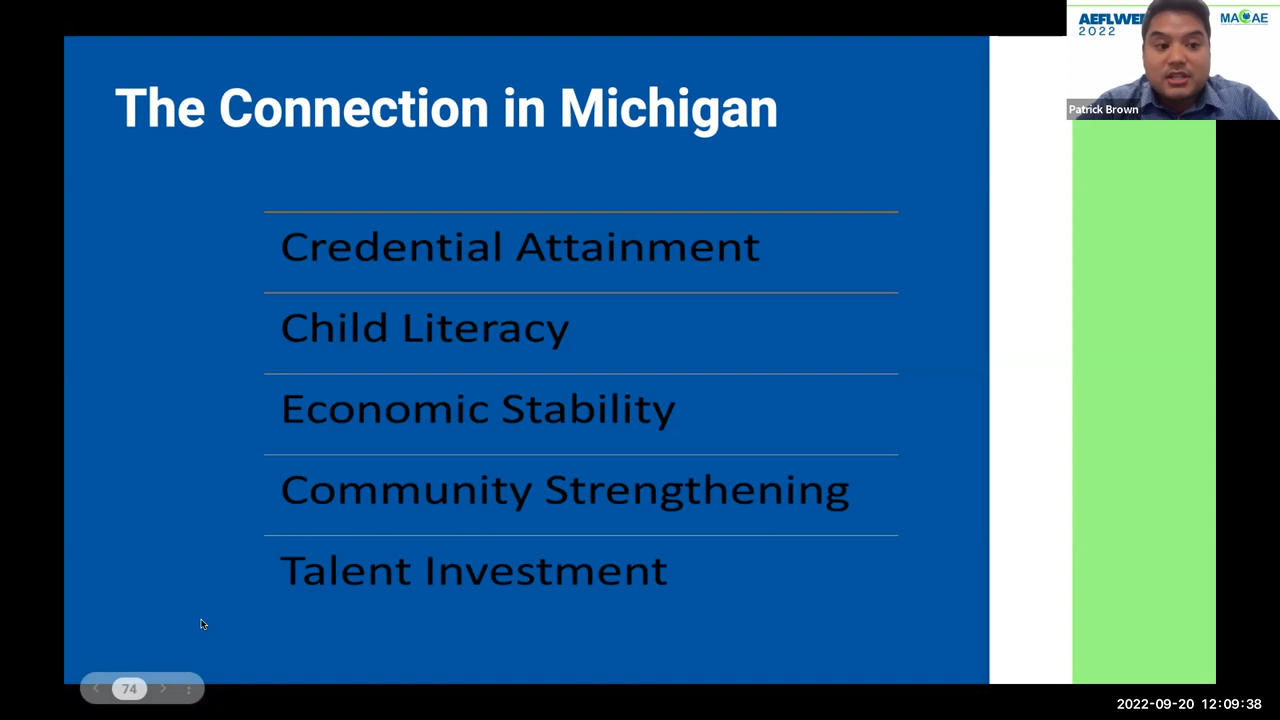 The Connection in Michigan
Credential Attainment
Child Literacy
Economic Stability
Community Strengthening
Talent Investment
74
2022
MACAE
Patrick Brown
2022-09-20 12:09:38